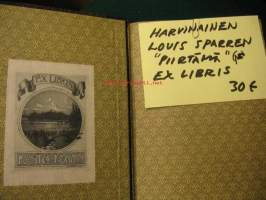 EX LIBRIS
HARVINAINEN
LOUIS SPARREN
"PIIRTÄMÄ"
EX LIBRIS
30 €